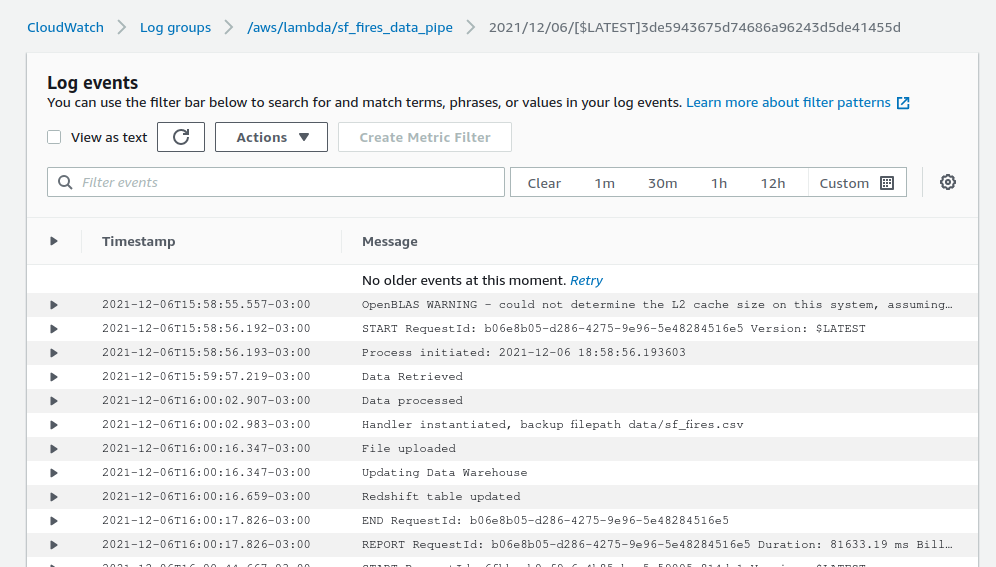 CloudWatch Log groups /aws/lambda/sf_fires_data_pipe 2021/12/06/[$LATEST]3de5943675d74686a96243d5de41455d
Log events
You can use the filter bar below to search for and match terms, phrases, or values in your log events. Learn more about filter patterns
View as text Actions Create Metric Filter
Filter events Clear 1m 30m 1h 12h Custom
Timestamp Message
No older events at this moment. Retry
2021-12-06T15:58:55.557-03:00 OpenBLAS WARNING - could not determine the L2 cache size on this system, assuming…
2021-12-06T15:58:56.192-03:00 START RequestId: b06e8b05-d286-4275-9e96-5e48284516e5 Version: $LATEST
2021-12-06T15:58:56.193-03:00 Process initiated: 2021-12-06 18:58:56.193603
2021-12-06T15:59:57.219-03:00 Data Retrieved
2021-12-06T16:00:02.907-03:00 Data processed
2021-12-06T16:00:02.983-03:00 Handler instantiated, backup filepath data/sf_fires.csv
2021-12-06T16:00:16.347-03:00 File uploaded
2021-12-06T16:00:16.347-03:00 Updating Data Warehouse
2021-12-06T16:00:16.659-03:00 Redshift table updated
2021-12-06T16:00:17.826-03:00 END RequestId: b06e8b05-d286-4275-9e96-5e48284516e5
2021-12-06T16:00:17.826-03:00 REPORT RequestId: b06e8b05-d286-4275-9e96-5e48284516e5 Duration: 81633.19 ms Bill…